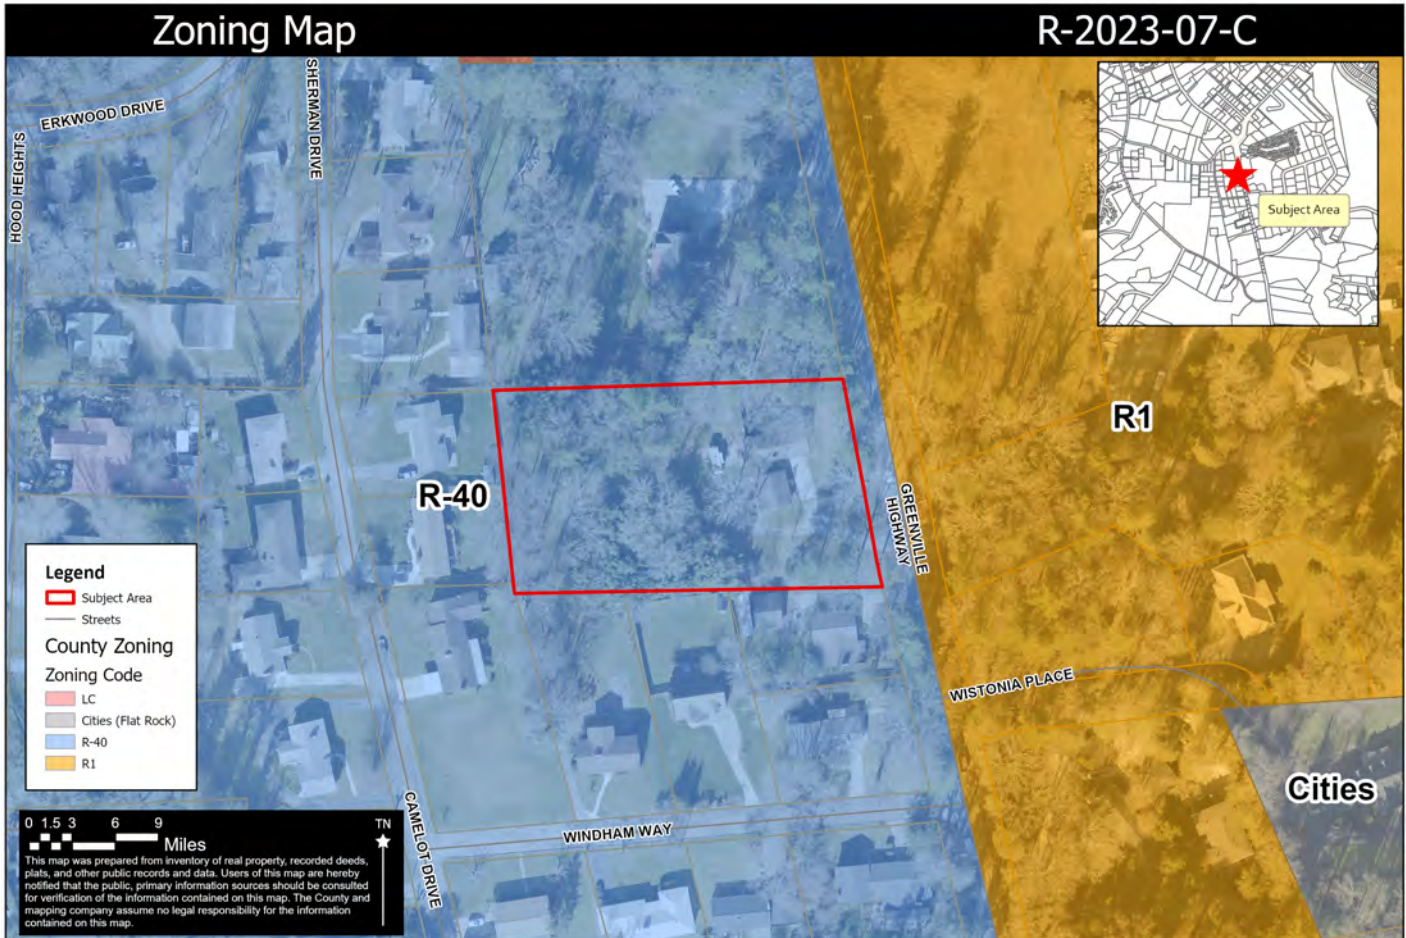 Zoning Map
R-2023-07-C
ERKWOOD DRIVE
SHERMAN DRIVE
HOOD HEIGHTS
Subject Area
R1
R-40
GREENVILLE
HIGHWAY
Legend
Subject Area
Streets
County Zoning
Zoning Code
LC
Cities (Flat Rock)
R-40
R1
WISTONIA PLACE
Cities
CAMELOT DRIVE
WINDHAM WAY
0 1.5 3 6 9
Miles
TN
This map was prepared from inventory of real property, recorded deeds,
plats, and other public records and data. Users of this map are hereby
notified that the public, primary information sources should be consulted
for verification of the information contained on this map. The County and
mapping company assume no legal responsibility for the information
contained on this map.